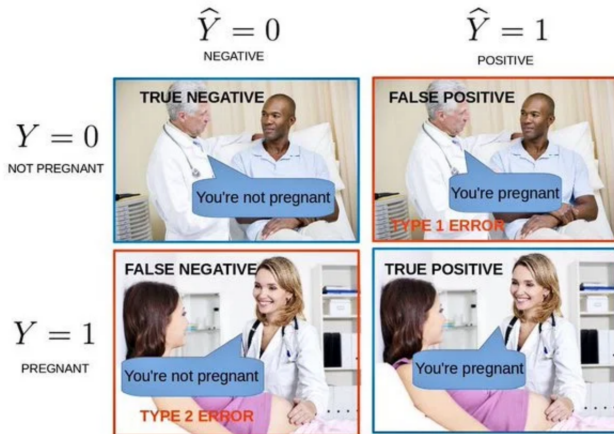 Ŷ = 0
Ŷ = 1
NEGATIVE
POSITIVE
TRUE NEGATIVE
FALSE POSITIVE
Y = 0
NOT PREGNANT
You're not pregnant
You're pregnant
TYPE 1 ERROR
FALSE NEGATIVE
TRUE POSITIVE
Y = 1
PREGNANT
You're not pregnant
You're pregnant
TYPE 2 ERROR